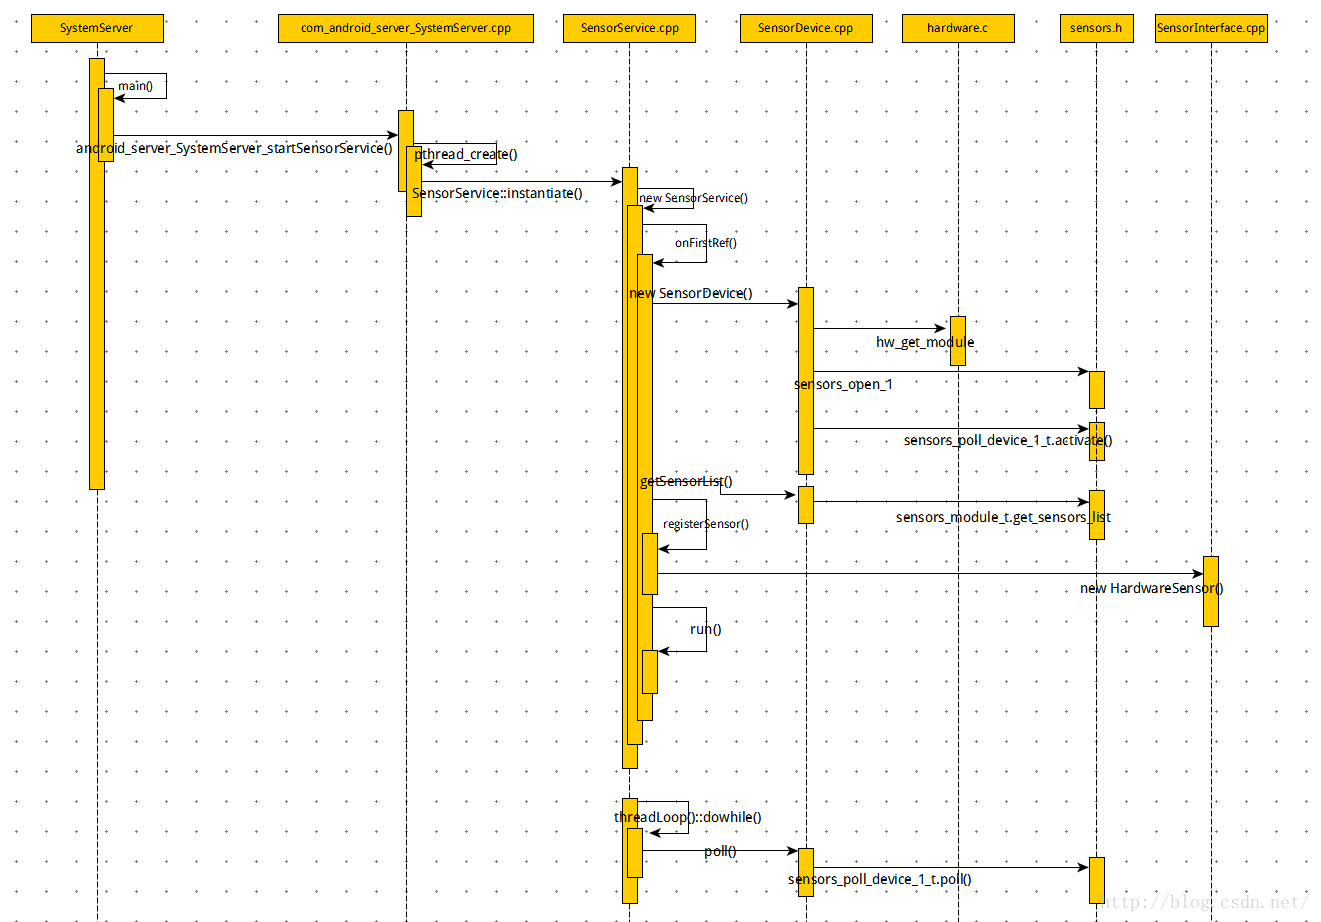 SystemServer
com_android_server_SystemServer.cpp
SensorService.cpp
SensorDevice.cpp
hardware.c
sensors.h
SensorInterface.cpp
main()
android_server_SystemServer_startSensorService()
pthread_create()
SensorService::instantiate()
new SensorService()
onFirstRef()
new SensorDevice()
hw_get_module
sensors_open_1
sensors_poll_device_1_t.activate()
getSensorList()
sensors_module_t.get_sensors_list
registerSensor()
new HardwareSensor()
run()
threadLoop()::dowhile()
poll()
sensors_poll_device_1_t.poll()
http://blog.csdn.net/